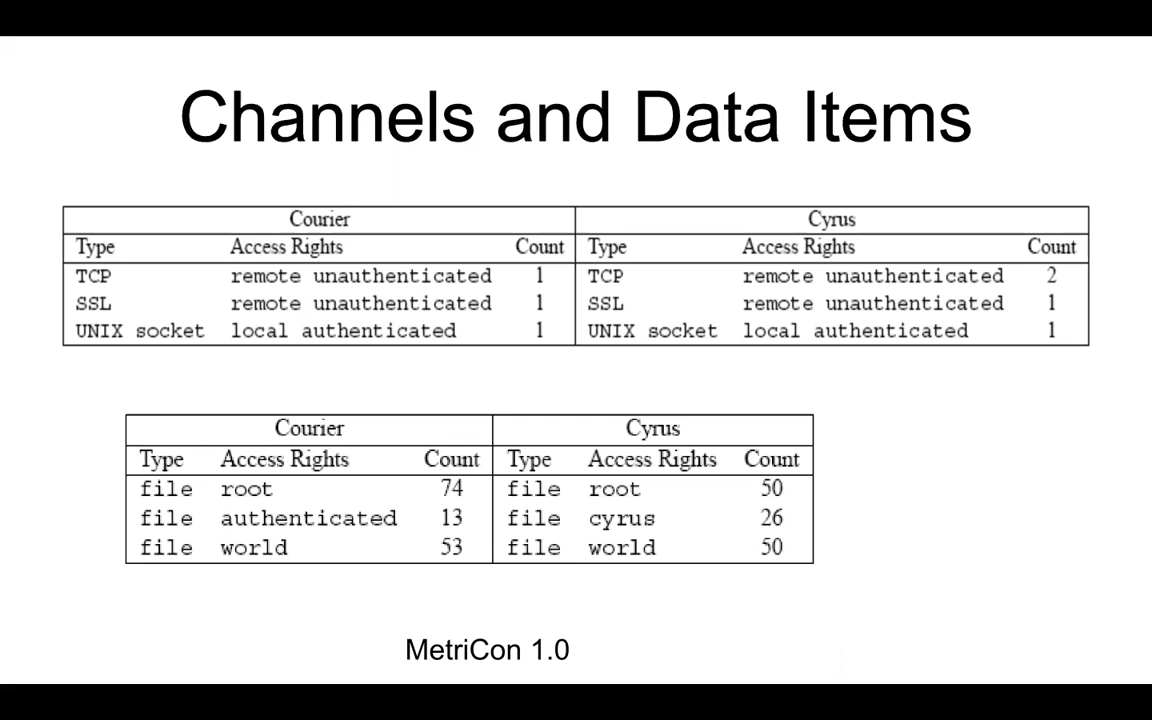 Channels and Data Items
Courier Cyrus
Type Access Rights Count Type Access Rights Count
TCP remote unauthenticated 1 TCP remote unauthenticated 2
SSL remote unauthenticated 1 SSL remote unauthenticated 1
UNIX socket local authenticated 1 UNIX socket local authenticated 1
Courier Cyrus
Type Access Rights Count Type Access Rights Count
file root 74 file root 50
file authenticated 13 file cyrus 26
file world 53 file world 50
MetriCon 1.0